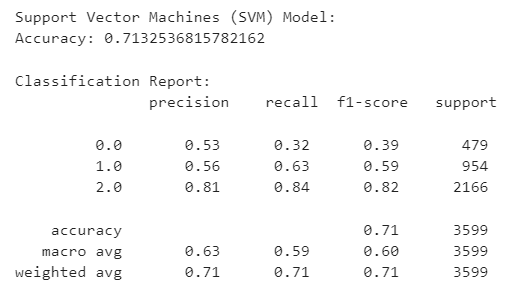 Support Vector Machines (SVM) Model:
Accuracy: 0.7132536815782162
Classification Report:
precision recall f1-score support
0.0 0.53 0.32 0.39 479
1.0 0.56 0.63 0.59 954
2.0 0.81 0.84 0.82 2166
accuracy 0.71 3599
macro avg 0.63 0.59 0.60 3599
weighted avg 0.71 0.71 0.71 3599